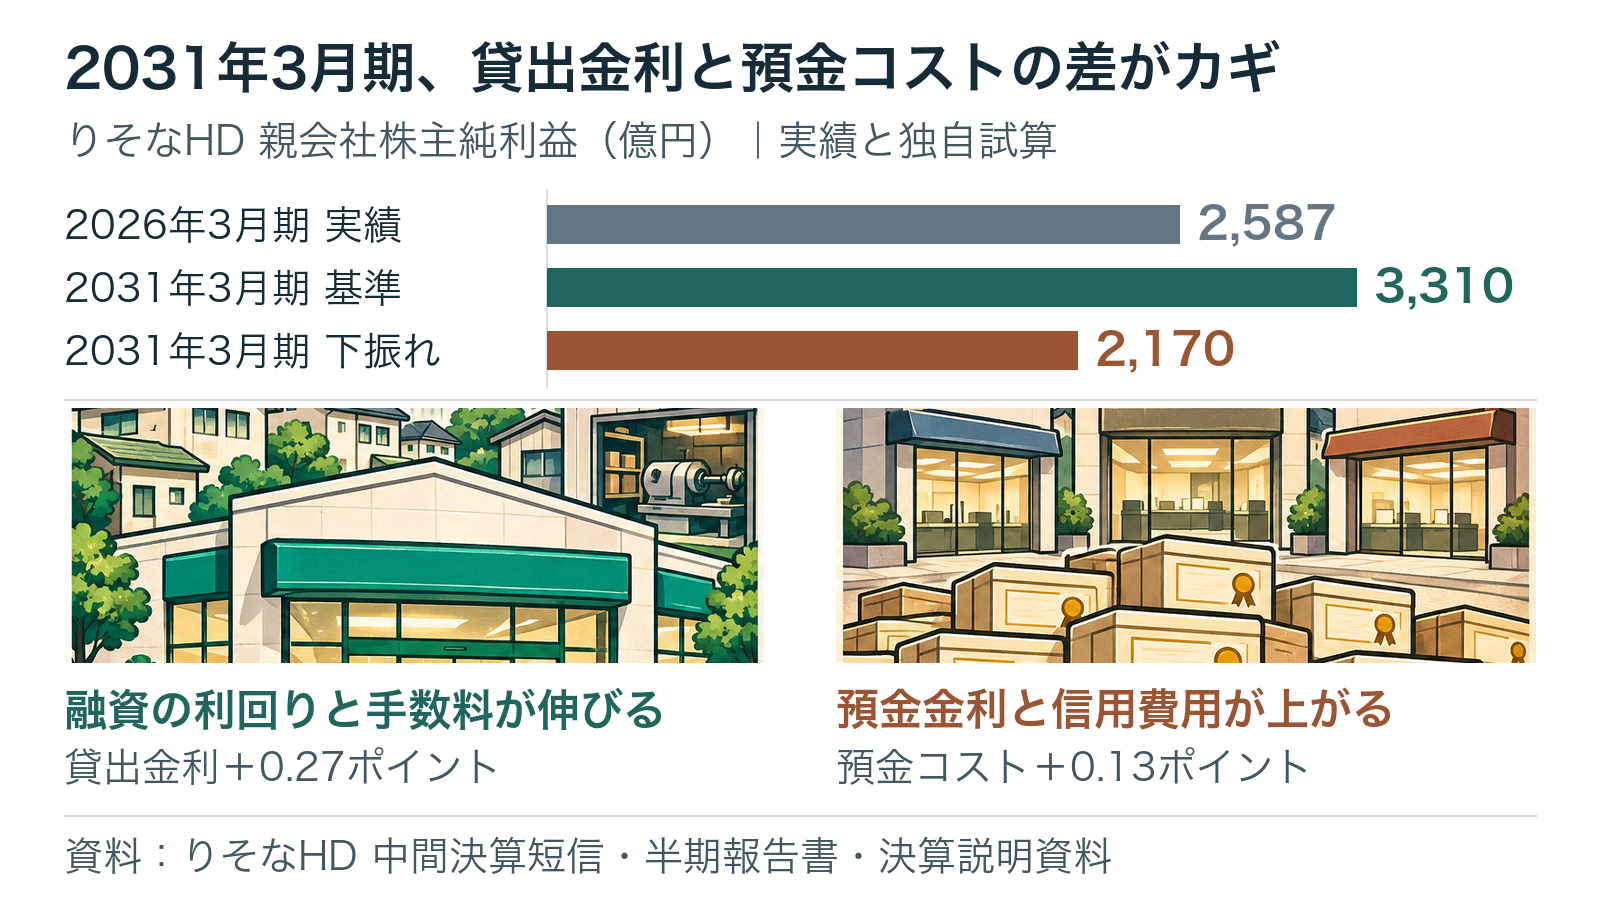 2031年3月期、貸出金利と預金コストの差がカギ
りそなHD 親会社株主純利益（億円）｜実績と独自試算
2026年3月期 実績 2,587
2031年3月期 基準 3,310
2031年3月期 下振れ 2,170
融資の利回りと手数料が伸びる
貸出金利＋0.27ポイント
預金金利と信用費用が上がる
預金コスト＋0.13ポイント
資料：りそなHD 中間決算短信・半期報告書・決算説明資料